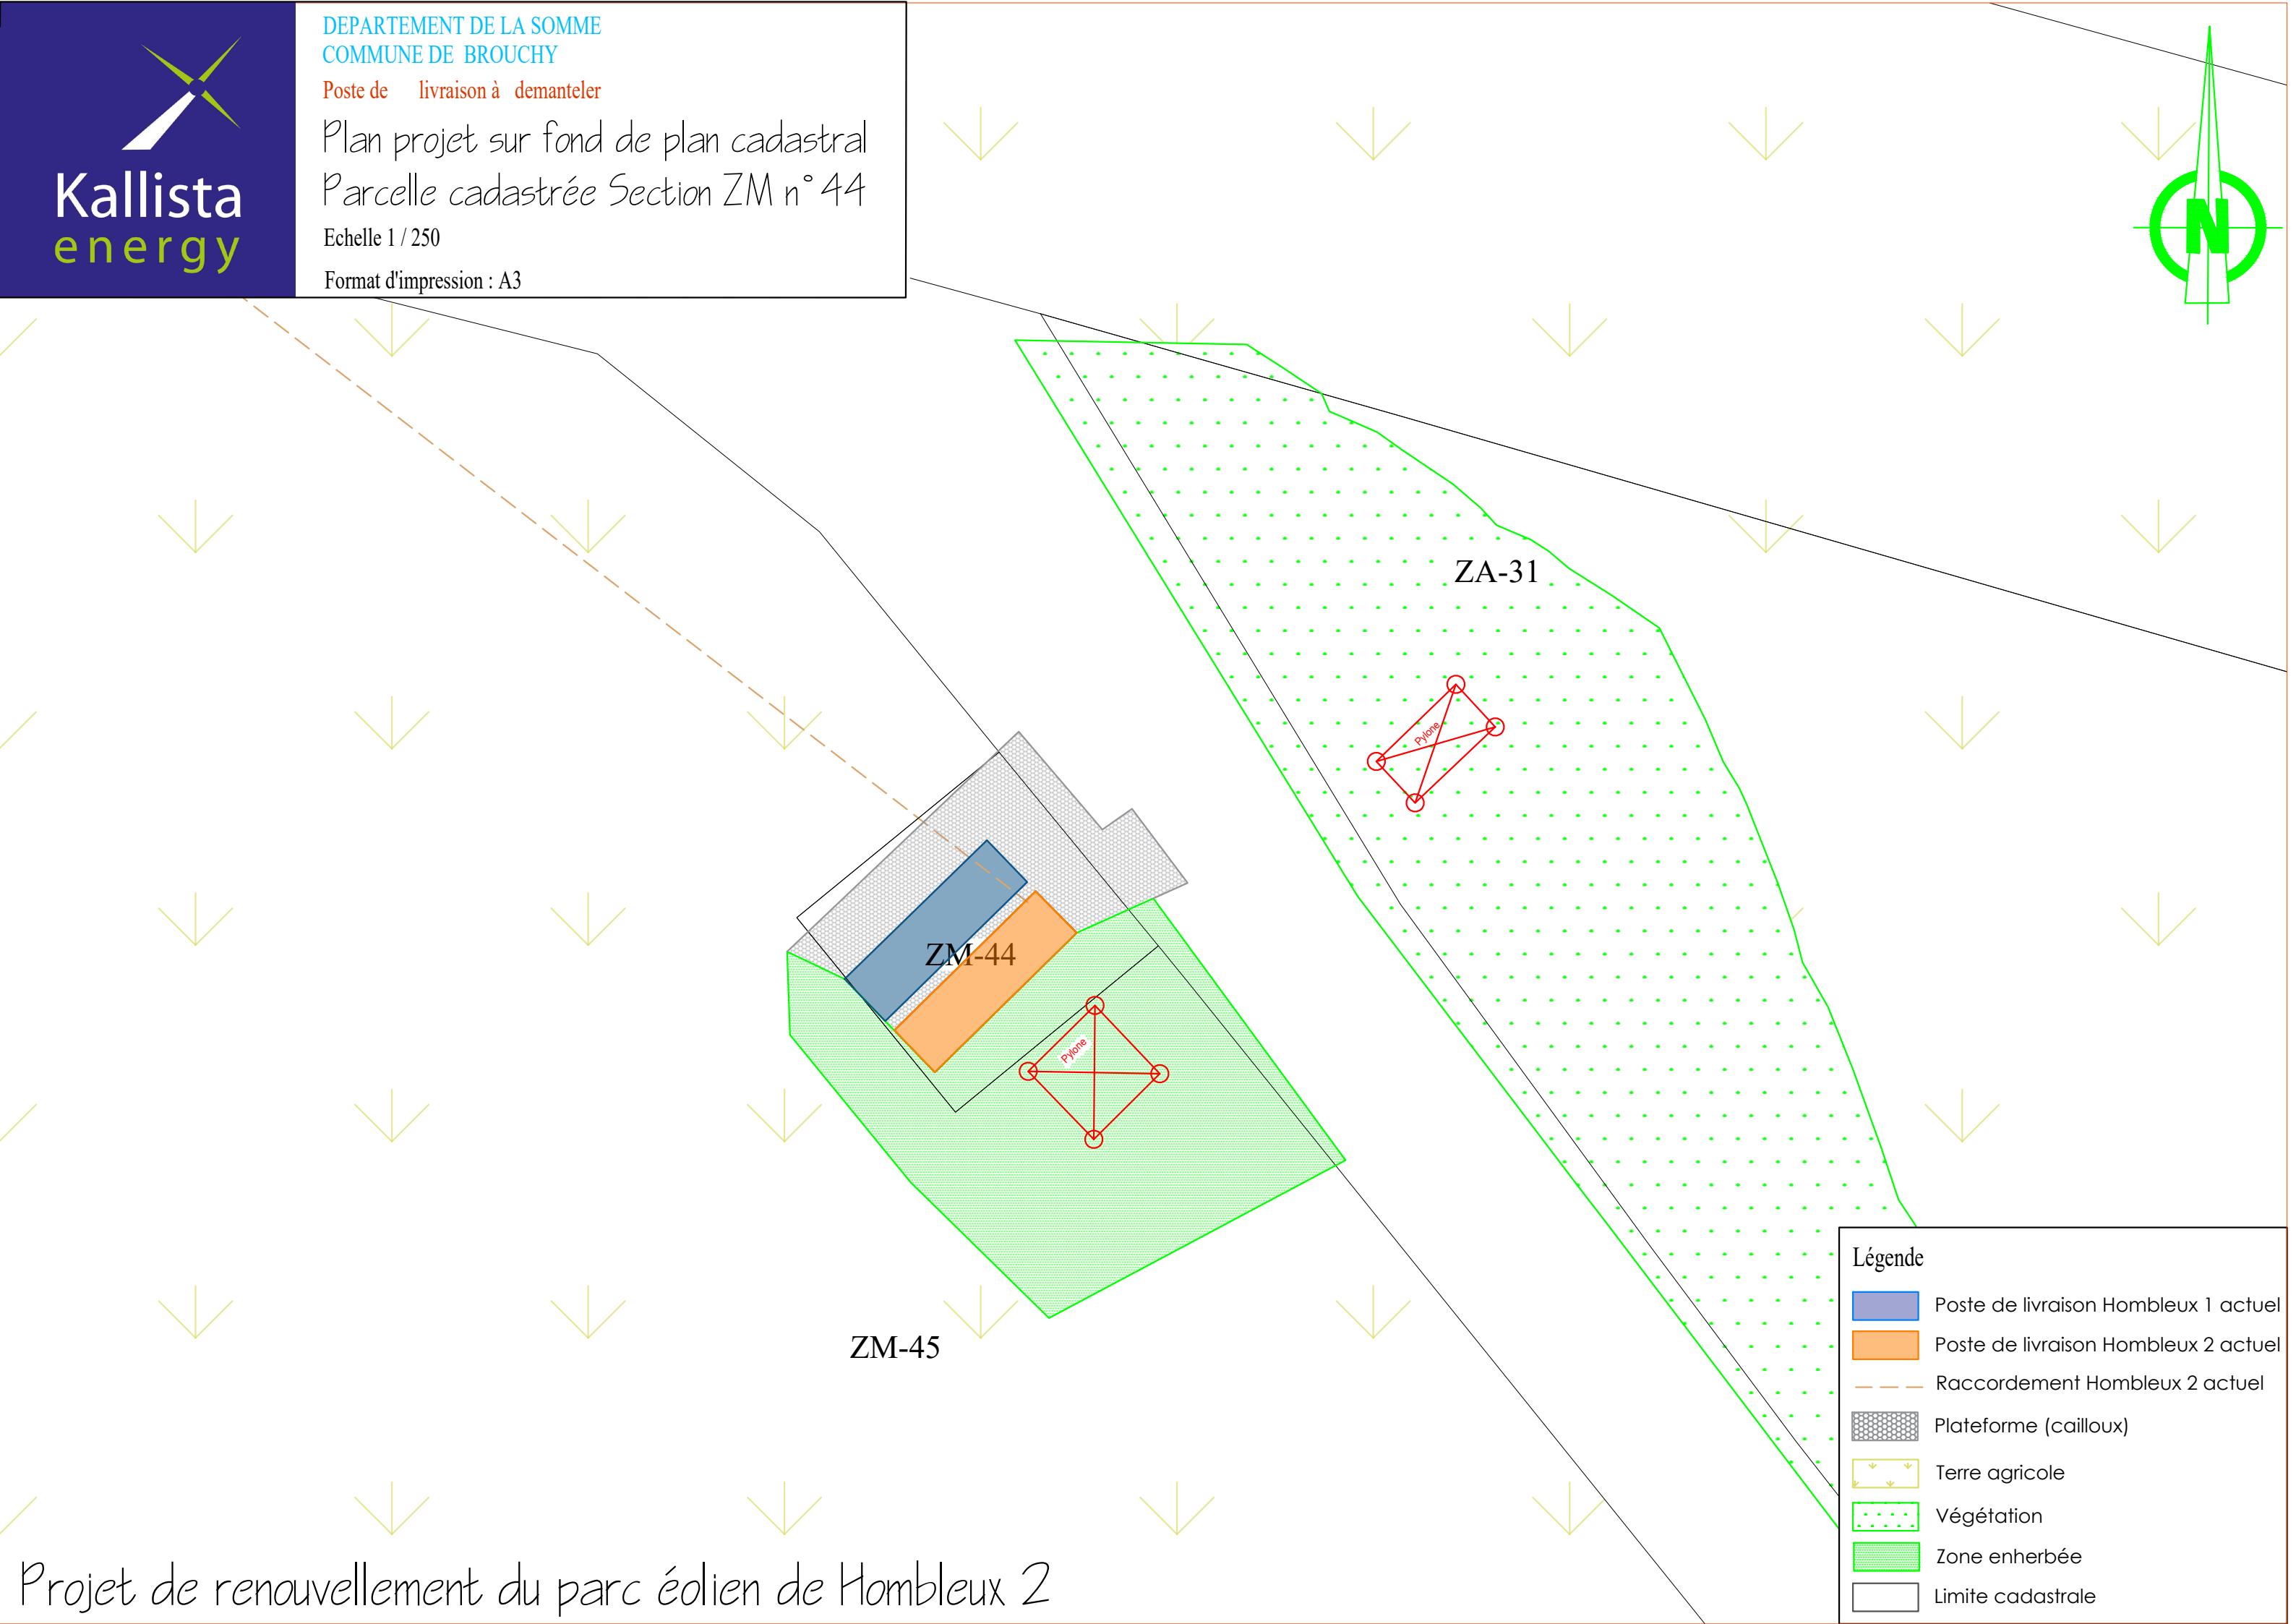 Kallista
energy
DEPARTEMENT DE LA SOMME
COMMUNE DE BROUCHY
Poste de livraison à demanteler
Plan projet sur fond de plan cadastral
Parcelle cadastrée Section ZM n°44
Echelle 1 / 250
Format d'impression : A3
N
ZA-31
Pylone
ZM-44
Pylone
ZM-45
Légende
Poste de livraison Hombleux 1 actuel
Poste de livraison Hombleux 2 actuel
Raccordement Hombleux 2 actuel
Plateforme (cailloux)
Terre agricole
Végétation
Zone enherbée
Limite cadastrale
Projet de renouvellement du parc éolien de Hombleux 2